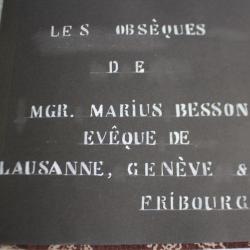 LES OBSÈQUES
DE
MGR. MARIUS BESSON
EVÊQUE DE
LAUSANNE, GENÈVE &
FRIBOURG